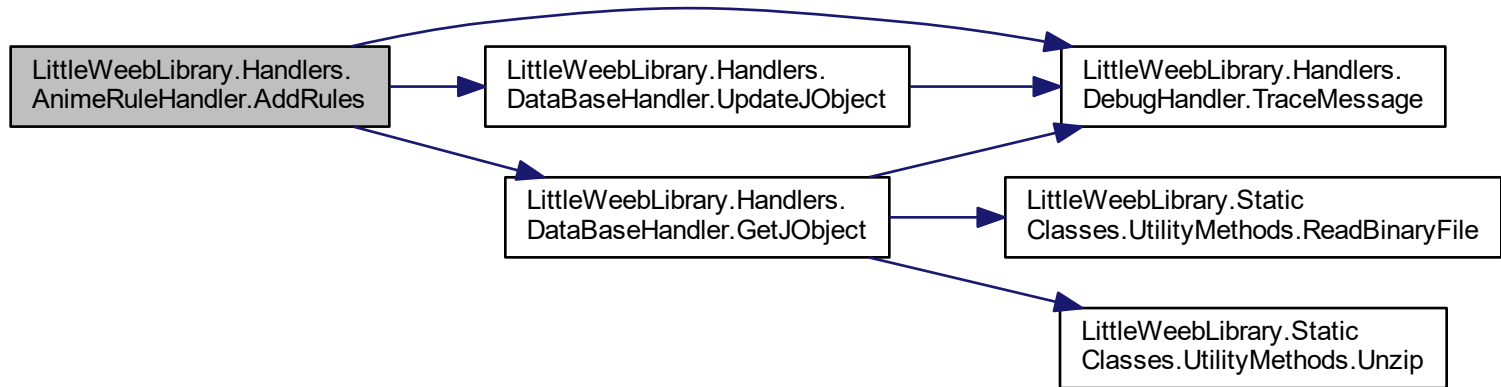 LittleWeebLibrary.Handlers.
AnimeRuleHandler.AddRules
LittleWeebLibrary.Handlers.
DataBaseHandler.UpdateJObject
LittleWeebLibrary.Handlers.
DebugHandler.TraceMessage
LittleWeebLibrary.Handlers.
DataBaseHandler.GetJObject
LittleWeebLibrary.Static
Classes.UtilityMethods.ReadBinaryFile
LittleWeebLibrary.Static
Classes.UtilityMethods.Unzip